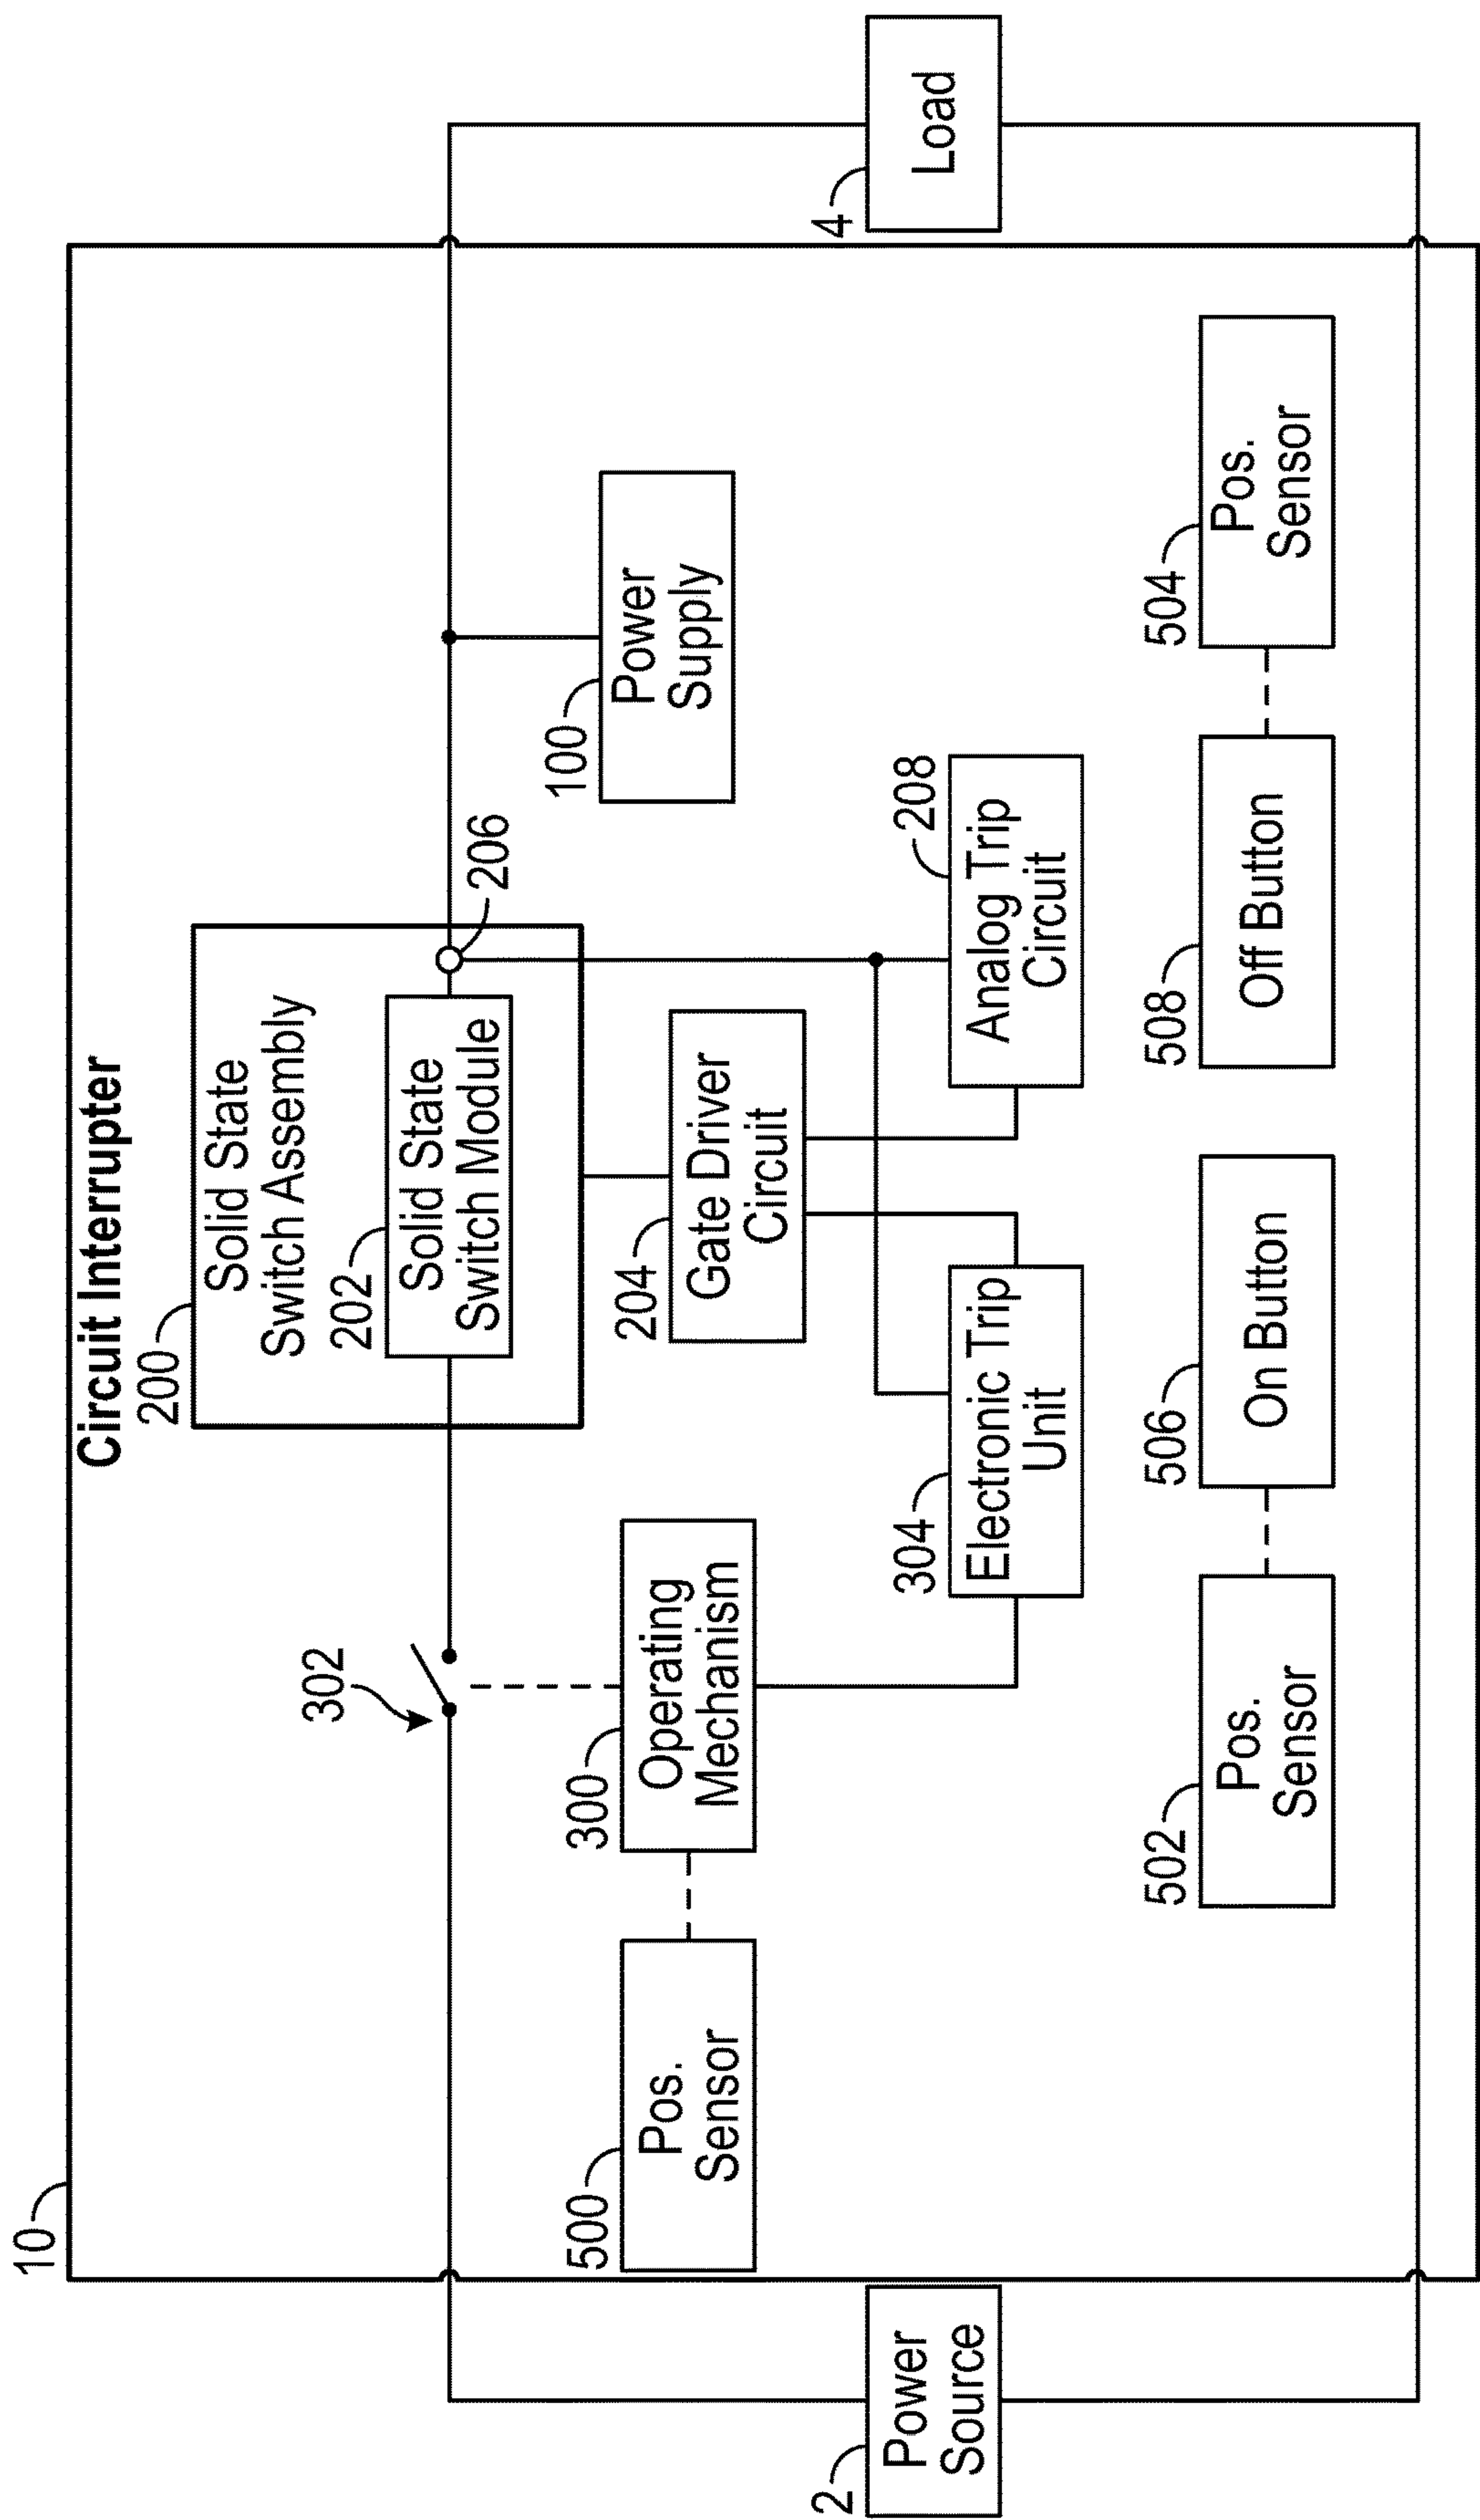 10
Circuit Interrupter
200
Solid State
Switch Assembly
302
202
Solid State
Switch Module
206
500
Pos.
Sensor
300
Operating
Mechanism
204
Gate Driver
Circuit
100
Power
Supply
2
Power
Source
4
Load
304
Electronic Trip
Unit
208
Analog Trip
Circuit
502
Pos.
Sensor
506
On Button
508
Off Button
504
Pos.
Sensor